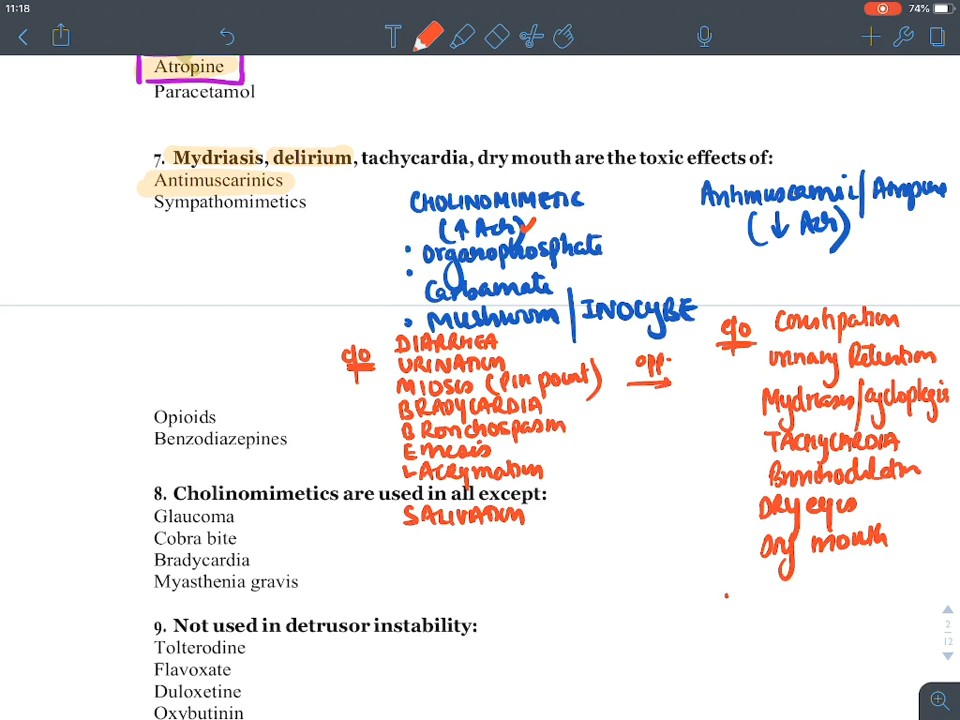 11:18
74%
T
Atropine
Paracetamol
7. Mydriasis, delirium, tachycardia, dry mouth are the toxic effects of:
Antimuscarinics
Sympathomimetics
CHOLINOMIMETIC
(↑ Ach) ✓
• Organophosphate
• Carbamate
• Mushroom / INOCYBE
Antimuscarinic / Atropine
(↓ Ach)
c/o
DIARRHEA
URINATION
MIOSIS (Pin point)
BRADYCARDIA
Bronchospasm
Emesis
LAcrymation
SALIVATION
opp.
c/o
Constipation
Urinary Retention
Mydriasis / cycloplegia
TACHYCARDIA
Bronchodilation
DRy eyes
Dry mouth
Opioids
Benzodiazepines
8. Cholinomimetics are used in all except:
Glaucoma
Cobra bite
Bradycardia
Myasthenia gravis
9. Not used in detrusor instability:
Tolterodine
Flavoxate
Duloxetine
Oxybutinin
2
12